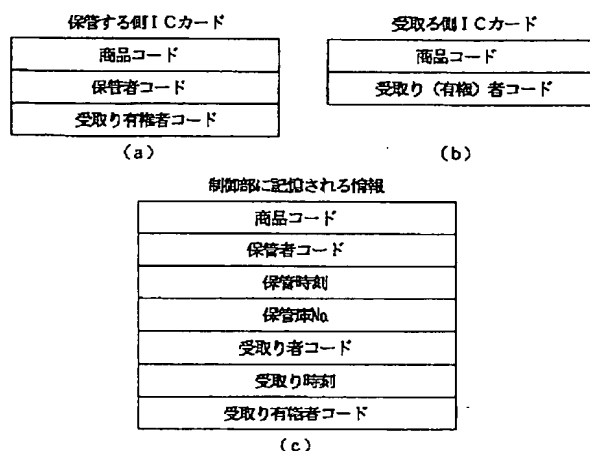 保管する側ICカード
商品コード
保管者コード
受取り有権者コード
(a)
受取る側ICカード
商品コード
受取り(有権)者コード
(b)
制御部に記憶される情報
商品コード
保管者コード
保管時刻
保管庫No.
受取り者コード
受取り時刻
受取り有権者コード
(c)